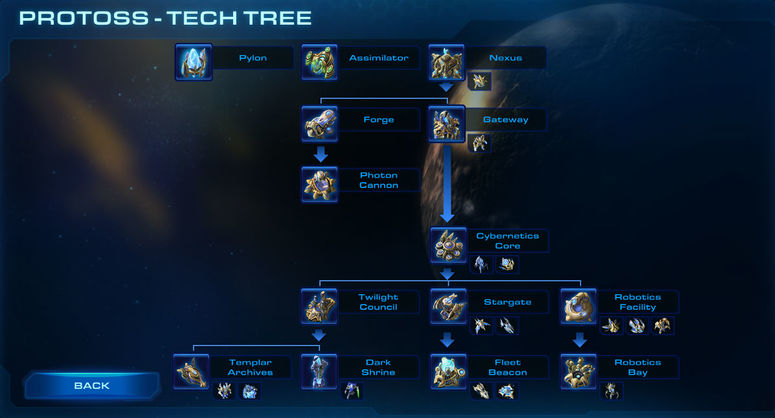 PROTOSS - TECH TREE
Pylon
Assimilator
Nexus
Forge
Gateway
Photon
Cannon
Cybernetics
Core
Twilight
Council
Stargate
Robotics
Facility
Templar
Archives
Dark
Shrine
Fleet
Beacon
Robotics
Bay
BACK